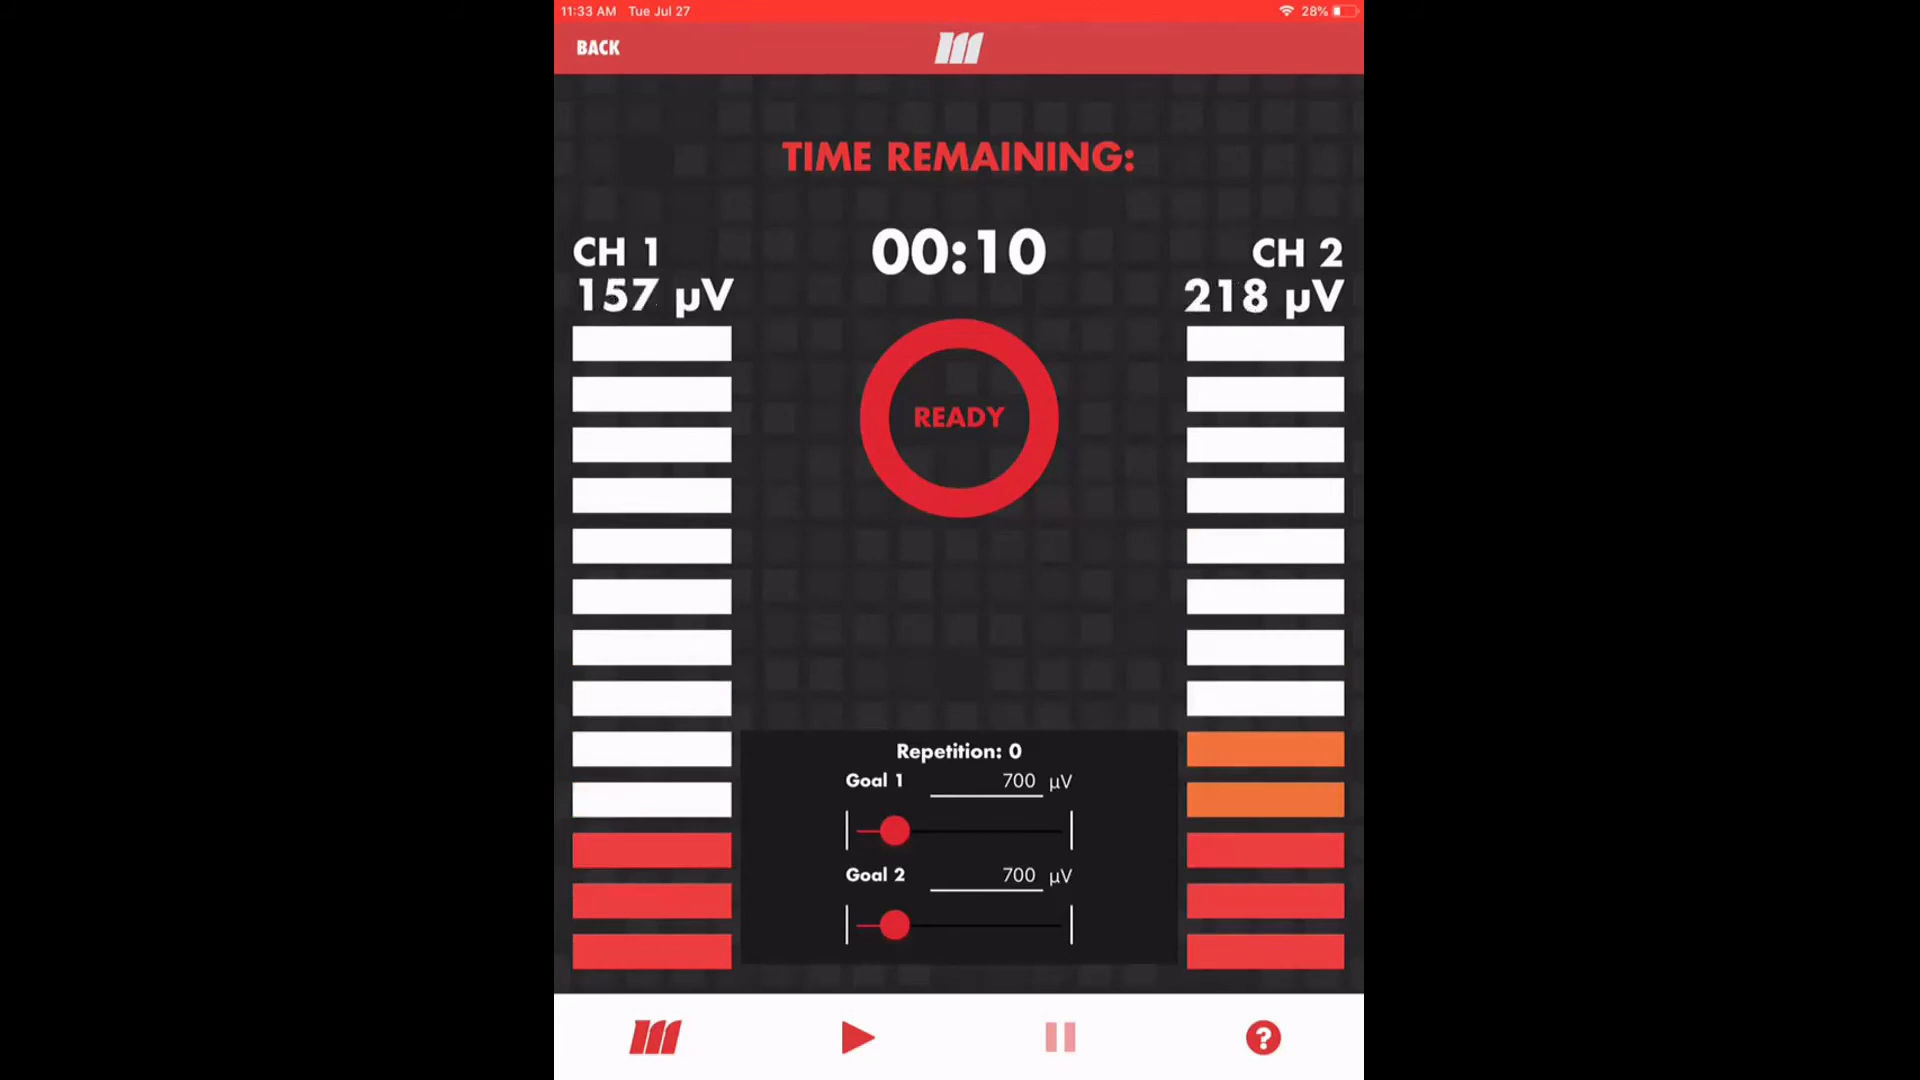 11:33 AM Tue Jul 27
28%
BACK
TIME REMAINING:
00:10
CH 1
157 µV
CH 2
218 µV
READY
Repetition: 0
Goal 1 700 µV
Goal 2 700 µV
?